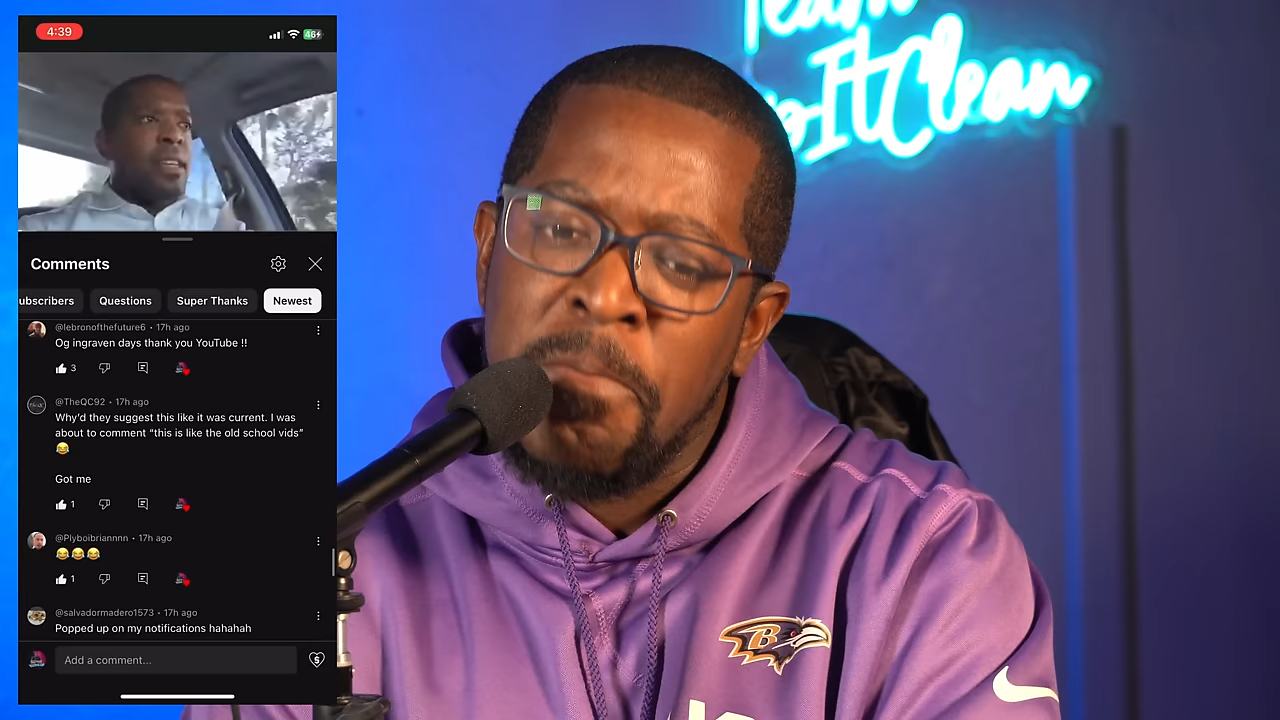 4:39
46
Comments
ubscribers
Questions
Super Thanks
Newest
@lebronofthefuture6 • 17h ago
Og ingraven days thank you YouTube !!
3
@TheQC92 • 17h ago
Why'd they suggest this like it was current. I was
about to comment “this is like the old school vids”
😂
Got me
1
@Plyboibriannnn • 17h ago
😂😂😂
1
@salvadormadero1573 • 17h ago
Popped up on my notifications hahahah
Add a comment...
$
Team
ItClean
B